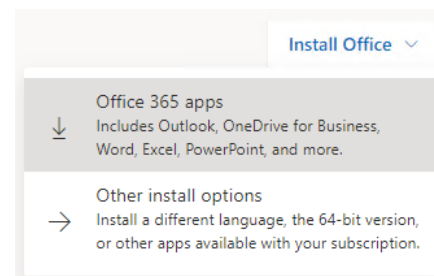 Install Office
Office 365 apps
Includes Outlook, OneDrive for Business,
Word, Excel, PowerPoint, and more.
Other install options
Install a different language, the 64-bit version,
or other apps available with your subscription.